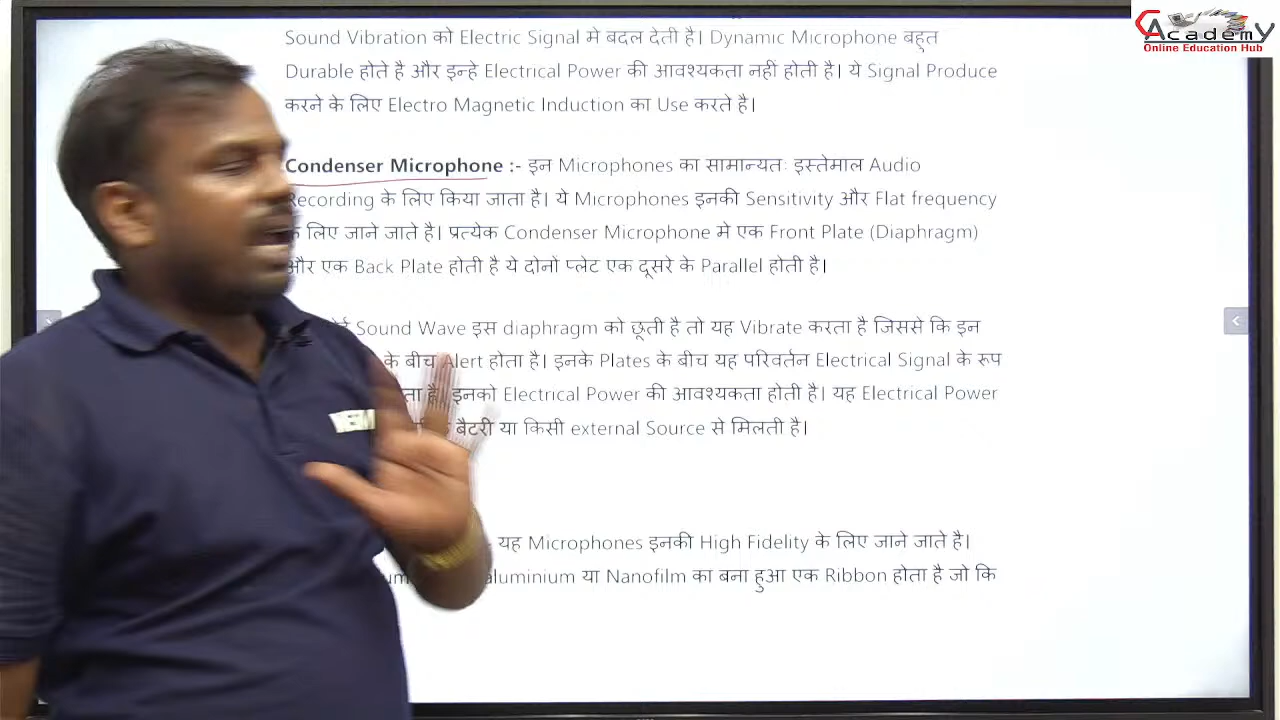 CAcademy
Online Education Hub
Sound Vibration को Electric Signal मे बदल देती है। Dynamic Microphone बहुत
Durable होते है और इन्हे Electrical Power की आवश्यकता नही होती है। ये Signal Produce
करने के लिए Electro Magnetic Induction का Use करते है।
Condenser Microphone :- इन Microphones का सामान्यतः इस्तेमाल Audio
Recording के लिए किया जाता है। ये Microphones इनकी Sensitivity और Flat frequency
के लिए जाने जाते है। प्रत्येक Condenser Microphone मे एक Front Plate (Diaphragm)
और एक Back Plate होती है ये दोनो प्लेट एक दूसरे के Parallel होती है।
Sound Wave इस diaphragm को छूती है तो यह Vibrate करता है जिससे कि इन
के बीच Alert होता है। इनके Plates के बीच यह परिवर्तन Electrical Signal के रूप
है। इनको Electrical Power की आवश्यकता होती है। यह Electrical Power
बैटरी या किसी external Source से मिलती है।
यह Microphones इनकी High Fidelity के लिए जाने जाते है।
aluminium या Nanofilm का बना हुआ एक Ribbon होता है जो कि